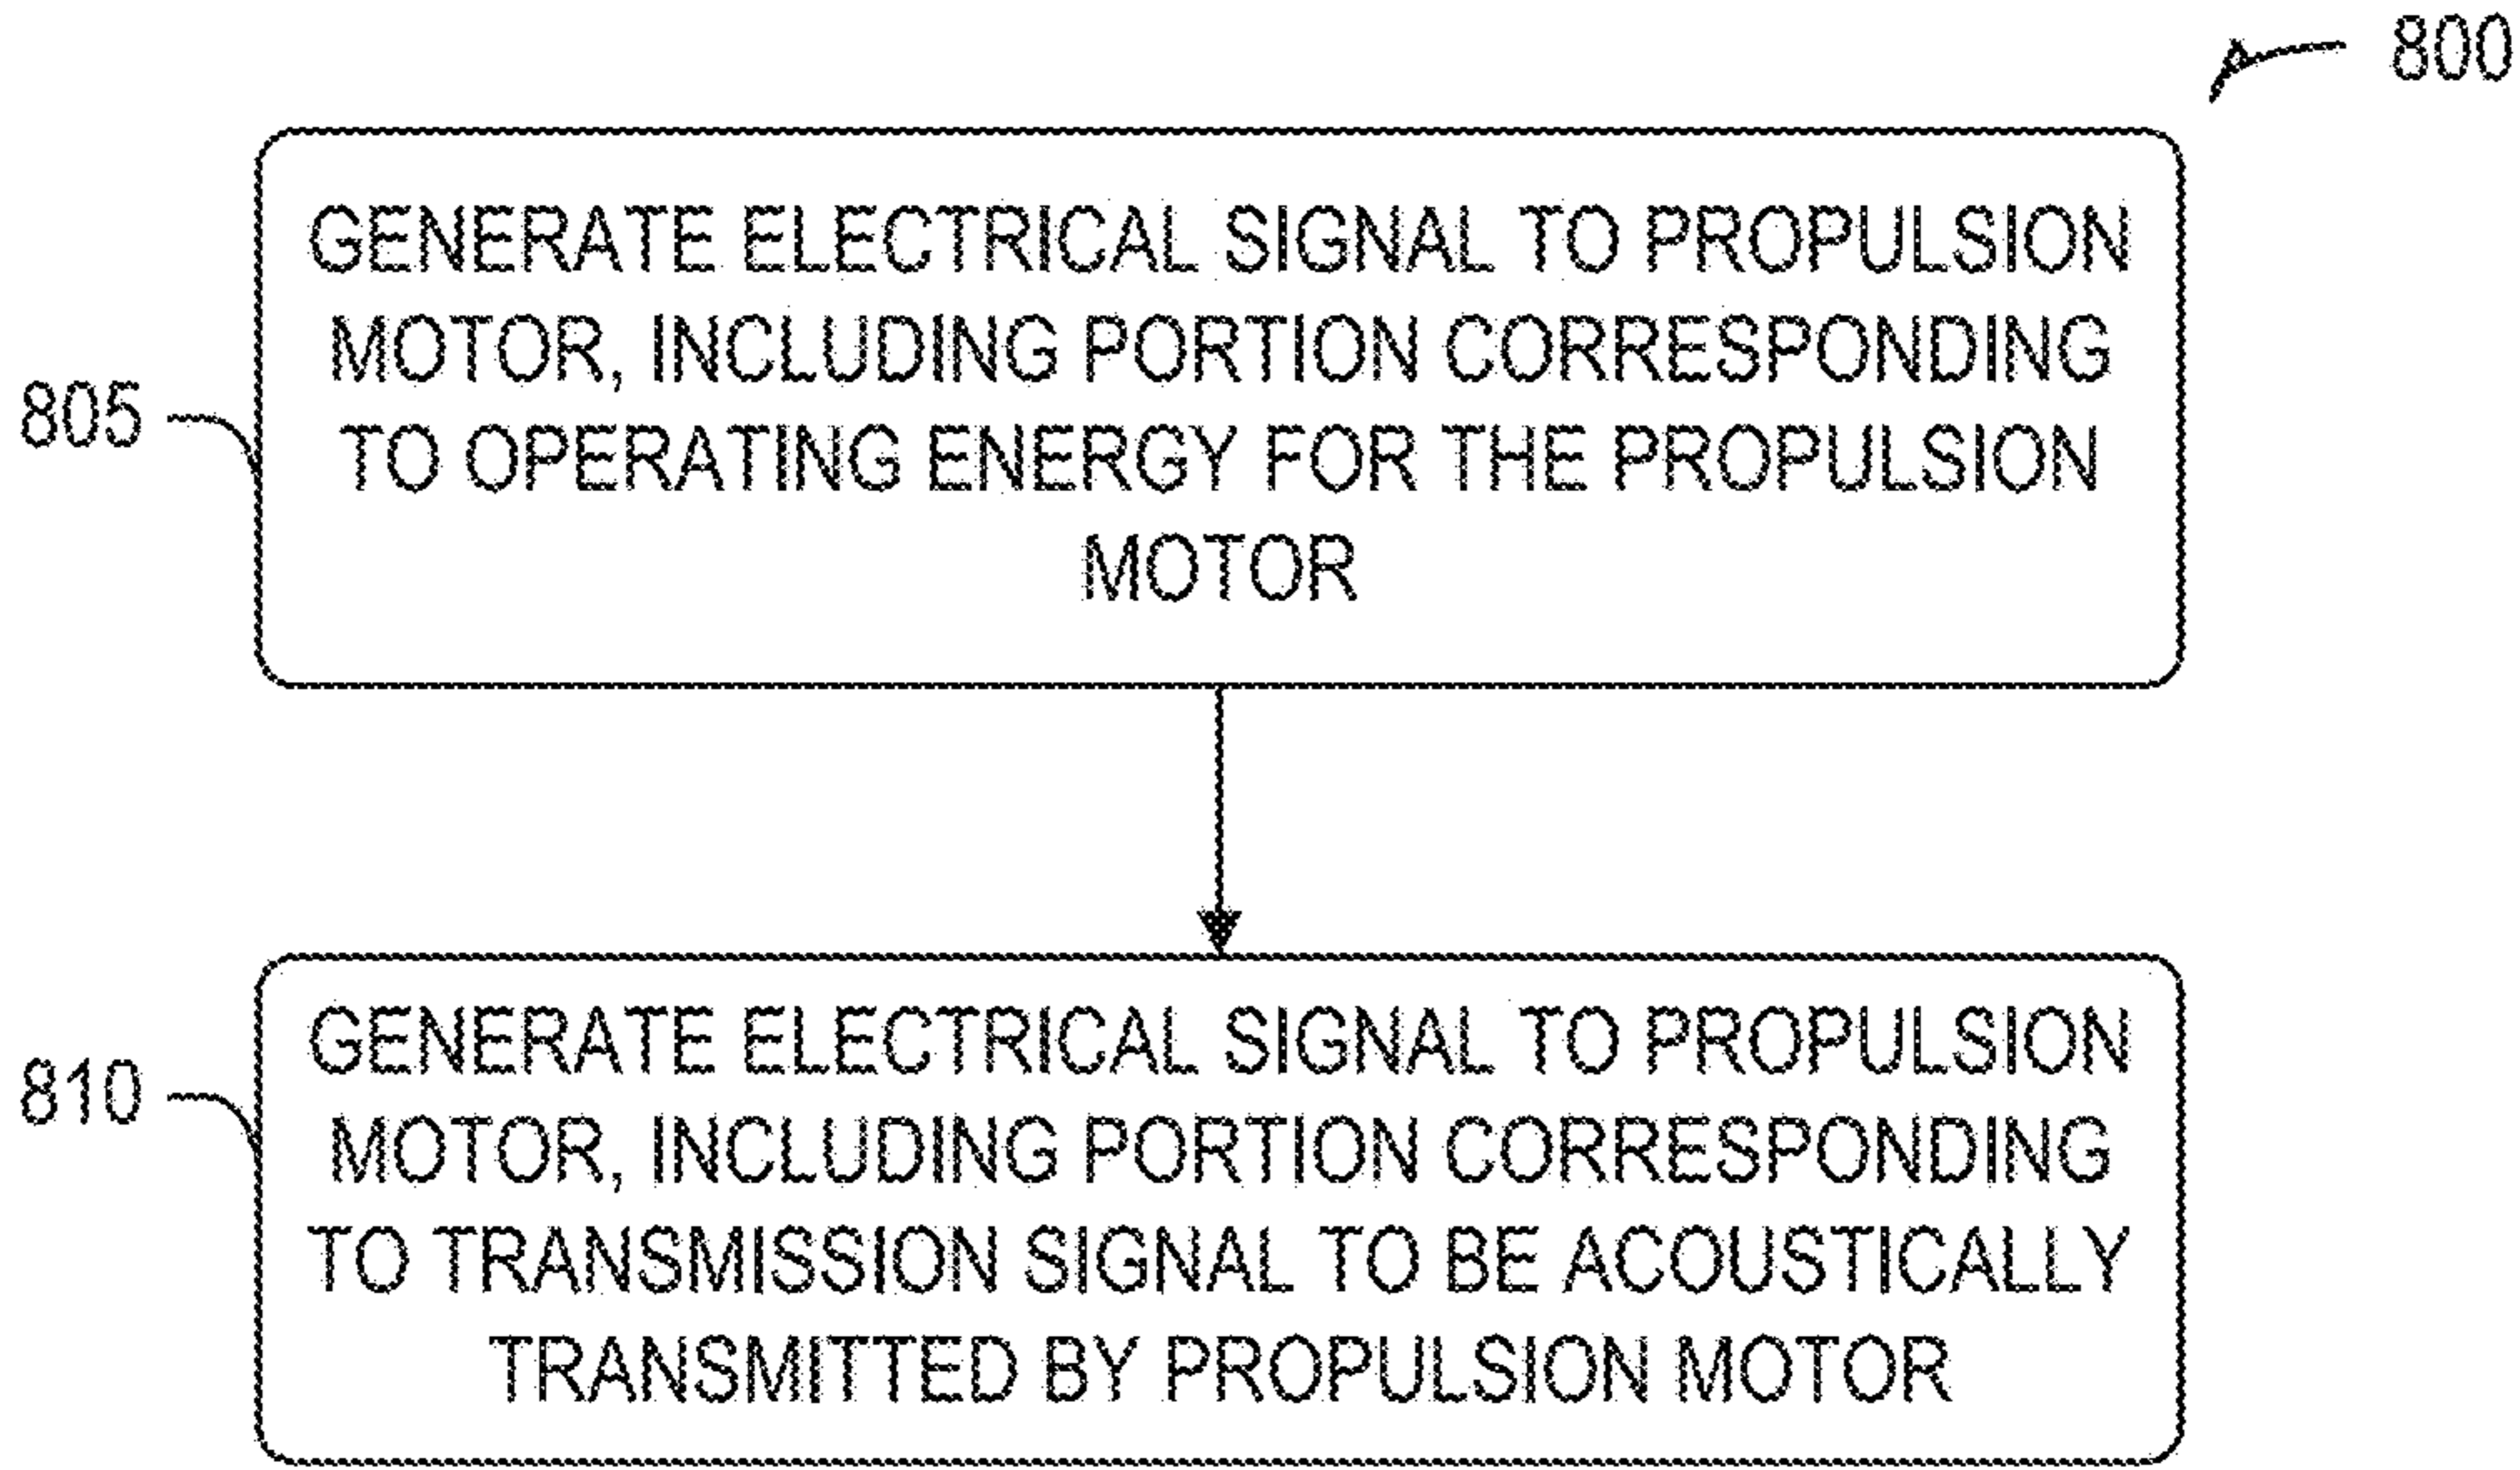 800
GENERATE ELECTRICAL SIGNAL TO PROPULSION
MOTOR, INCLUDING PORTION CORRESPONDING
TO OPERATING ENERGY FOR THE PROPULSION
MOTOR
805
GENERATE ELECTRICAL SIGNAL TO PROPULSION
MOTOR, INCLUDING PORTION CORRESPONDING
TO TRANSMISSION SIGNAL TO BE ACOUSTICALLY
TRANSMITTED BY PROPULSION MOTOR
810